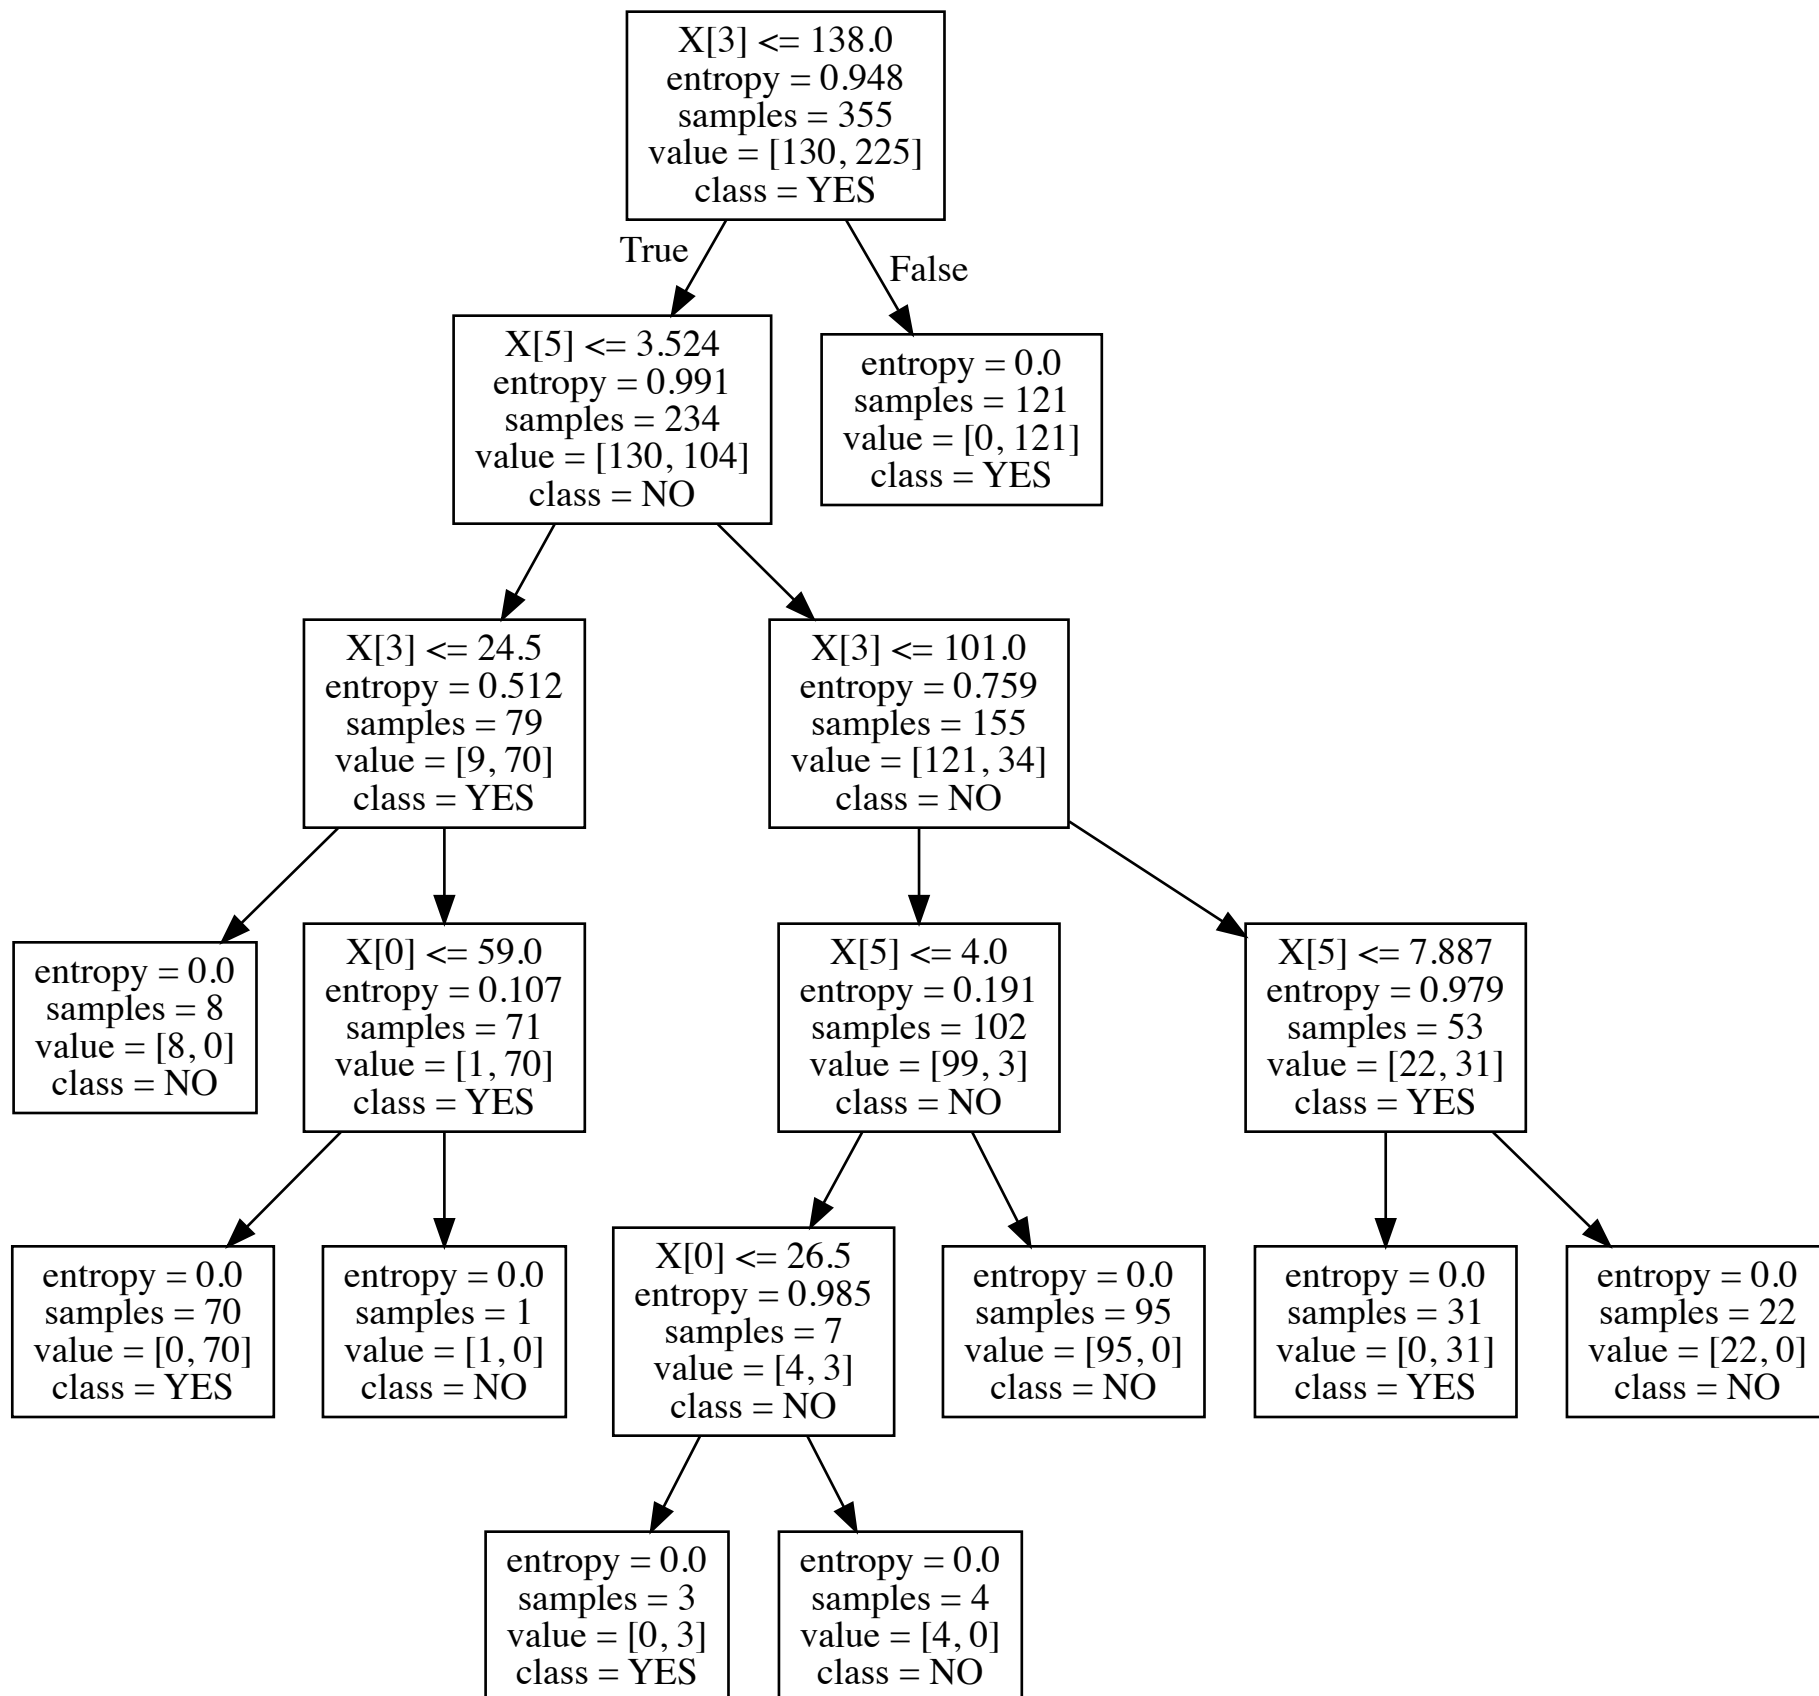 X[3] <= 138.0
entropy = 0.948
samples = 355
value = [130, 225]
class = YES
True
False
X[5] <= 3.524
entropy = 0.991
samples = 234
value = [130, 104]
class = NO
entropy = 0.0
samples = 121
value = [0, 121]
class = YES
X[3] <= 24.5
entropy = 0.512
samples = 79
value = [9, 70]
class = YES
X[3] <= 101.0
entropy = 0.759
samples = 155
value = [121, 34]
class = NO
entropy = 0.0
samples = 8
value = [8, 0]
class = NO
X[0] <= 59.0
entropy = 0.107
samples = 71
value = [1, 70]
class = YES
X[5] <= 4.0
entropy = 0.191
samples = 102
value = [99, 3]
class = NO
X[5] <= 7.887
entropy = 0.979
samples = 53
value = [22, 31]
class = YES
entropy = 0.0
samples = 70
value = [0, 70]
class = YES
entropy = 0.0
samples = 1
value = [1, 0]
class = NO
X[0] <= 26.5
entropy = 0.985
samples = 7
value = [4, 3]
class = NO
entropy = 0.0
samples = 95
value = [95, 0]
class = NO
entropy = 0.0
samples = 31
value = [0, 31]
class = YES
entropy = 0.0
samples = 22
value = [22, 0]
class = NO
entropy = 0.0
samples = 3
value = [0, 3]
class = YES
entropy = 0.0
samples = 4
value = [4, 0]
class = NO